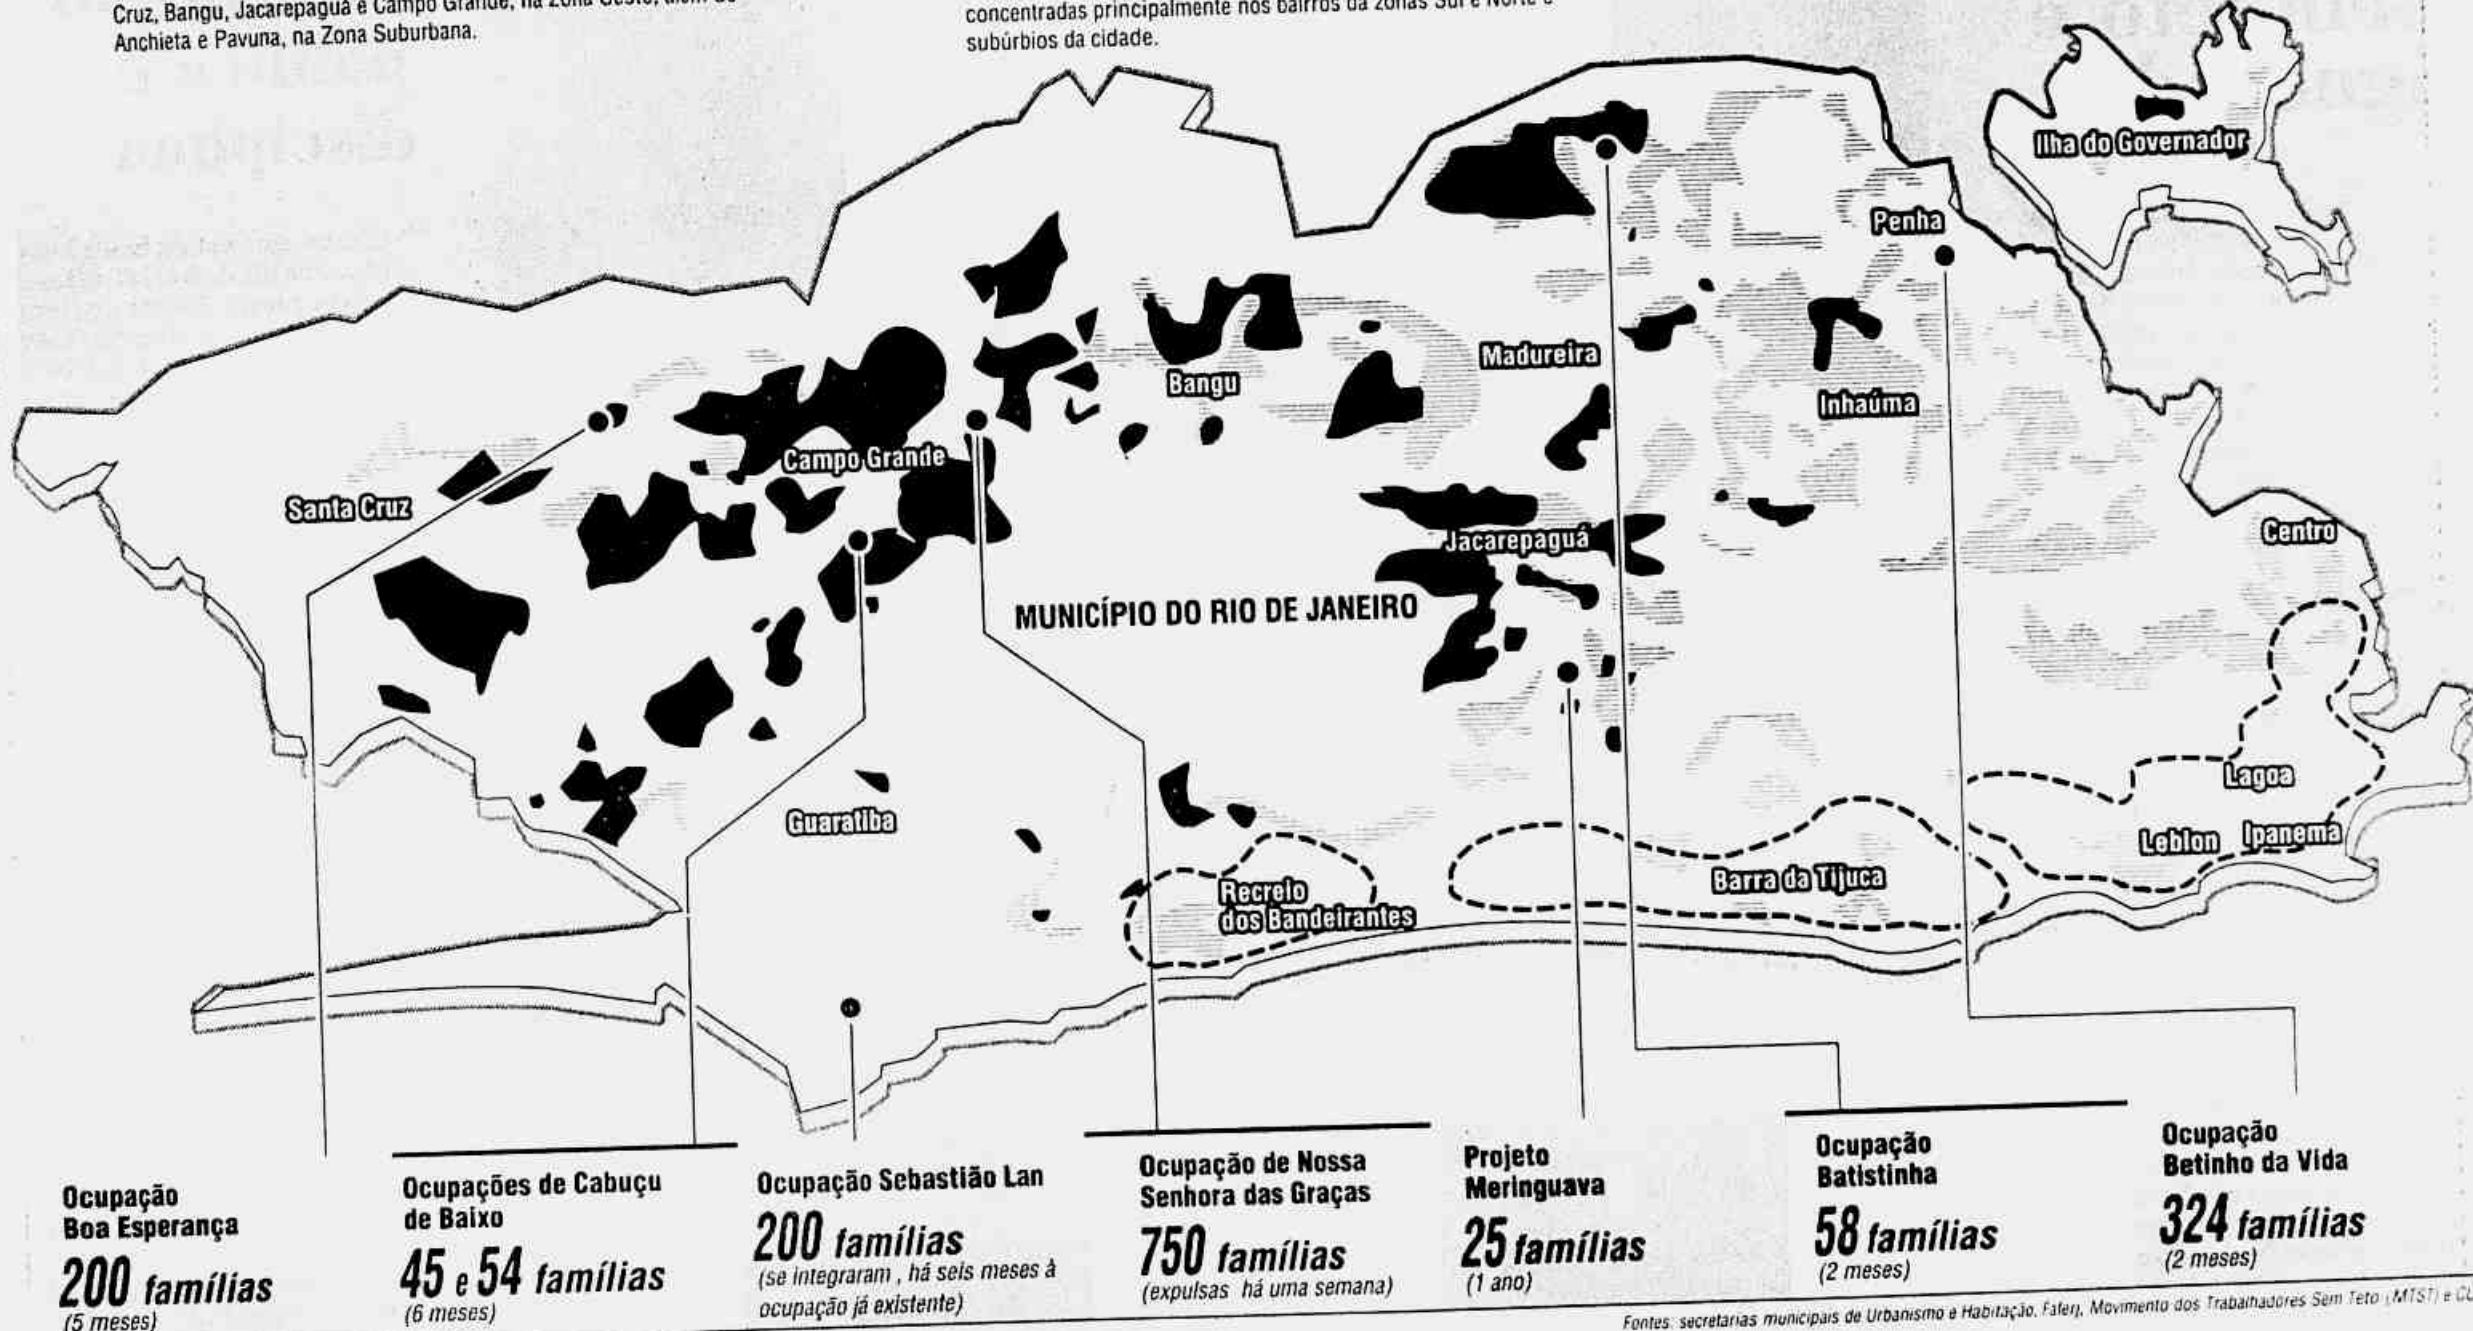 Cruz, Bangu, Jacarepaguá e Campo Grande, na Zona Oeste, além de
Anchieta e Pavuna, na Zona Suburbana.
concentradas principalmente nos bairros da zonas Sul e Norte e
subúrbios da cidade.
Ilha do Governador
Penha
Madureira
Bangu
Inhaúma
Campo Grande
Santa Cruz
Centro
Jacarepaguá
MUNICÍPIO DO RIO DE JANEIRO
Lagoa
Guaratiba
Leblon Ipanema
Barra da Tijuca
Recreio
dos Bandeirantes
Ocupação
Boa Esperança
200 famílias
(5 meses)
Ocupações de Cabuçu
de Baixo
45 e 54 famílias
(6 meses)
Ocupação Sebastião Lan
200 famílias
(se integraram , há seis meses à
ocupação já existente)
Ocupação de Nossa
Senhora das Graças
750 famílias
(expulsas há uma semana)
Projeto
Meringuava
25 famílias
(1 ano)
Ocupação
Batistinha
58 famílias
(2 meses)
Ocupação
Betinho da Vida
324 famílias
(2 meses)
Fontes: secretarias municipais de Urbanismo e Habitação, Faferj, Movimento dos Trabalhadores Sem Teto (MTST) e